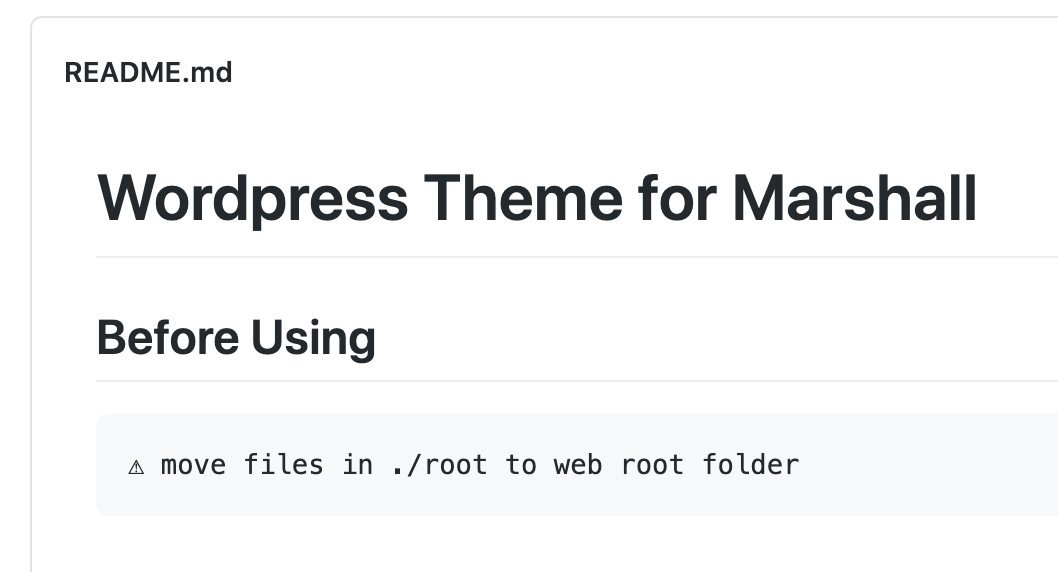 README.md
Wordpress Theme for Marshall
Before Using
⚠ move files in ./root to web root folder